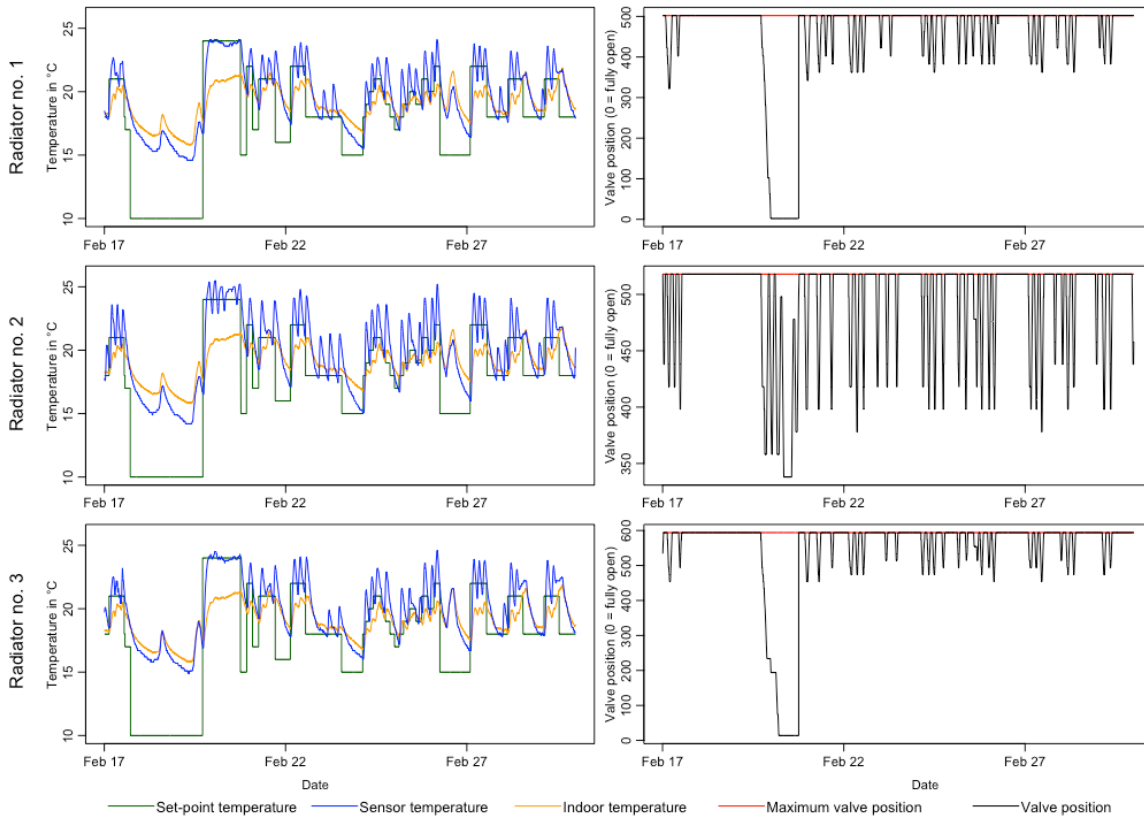 Radiator no. 1
Temperature in °C
25
20
15
10
Feb 17
Feb 22
Feb 27
Valve position (0 = fully open)
500
400
300
200
100
0
Feb 17
Feb 22
Feb 27
Radiator no. 2
Temperature in °C
25
20
15
10
Feb 17
Feb 22
Feb 27
Valve position (0 = fully open)
500
450
400
350
Feb 17
Feb 22
Feb 27
Radiator no. 3
Temperature in °C
25
20
15
10
Feb 17
Feb 22
Feb 27
Date
Valve position (0 = fully open)
600
500
400
300
200
100
0
Feb 17
Feb 22
Feb 27
Date
Set-point temperature
Sensor temperature
Indoor temperature
Maximum valve position
Valve position